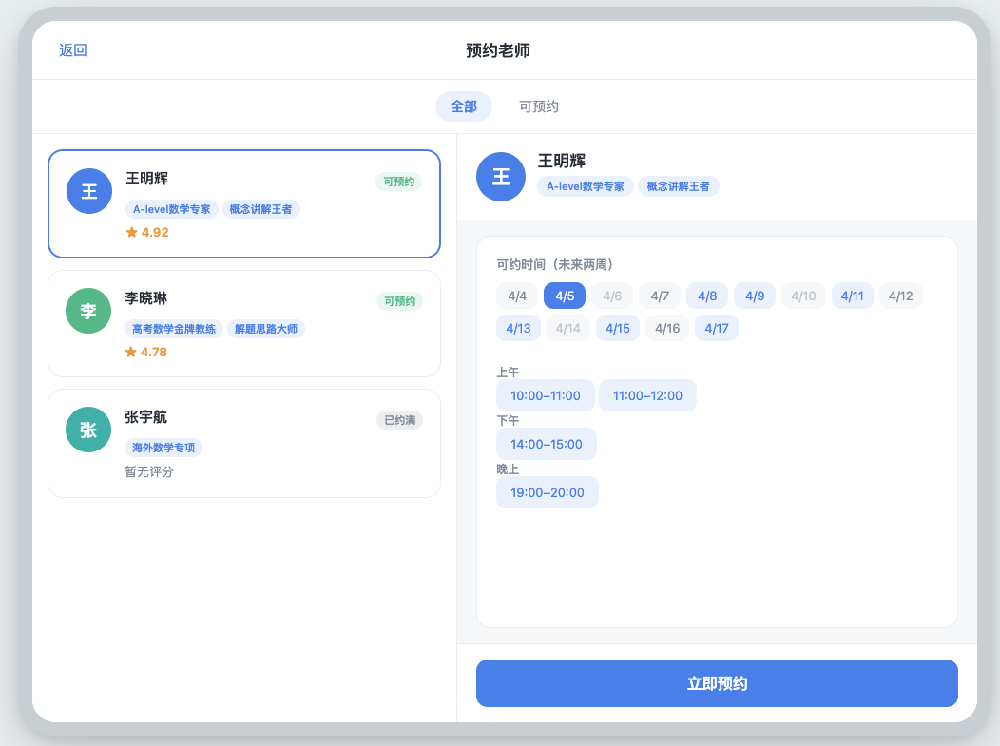 返回
预约老师
全部
可预约
王
王明辉
可预约
A-level数学专家
概念讲解王者
4.92
李
李晓琳
可预约
高考数学金牌教练
解题思路大师
4.78
张
张宇航
已约满
海外数学专项
暂无评分
王
王明辉
A-level数学专家
概念讲解王者
可约时间（未来两周）
4/4 4/5 4/6 4/7 4/8 4/9 4/10 4/11 4/12
4/13 4/14 4/15 4/16 4/17
上午
10:00–11:00 11:00–12:00
下午
14:00–15:00
晚上
19:00–20:00
立即预约